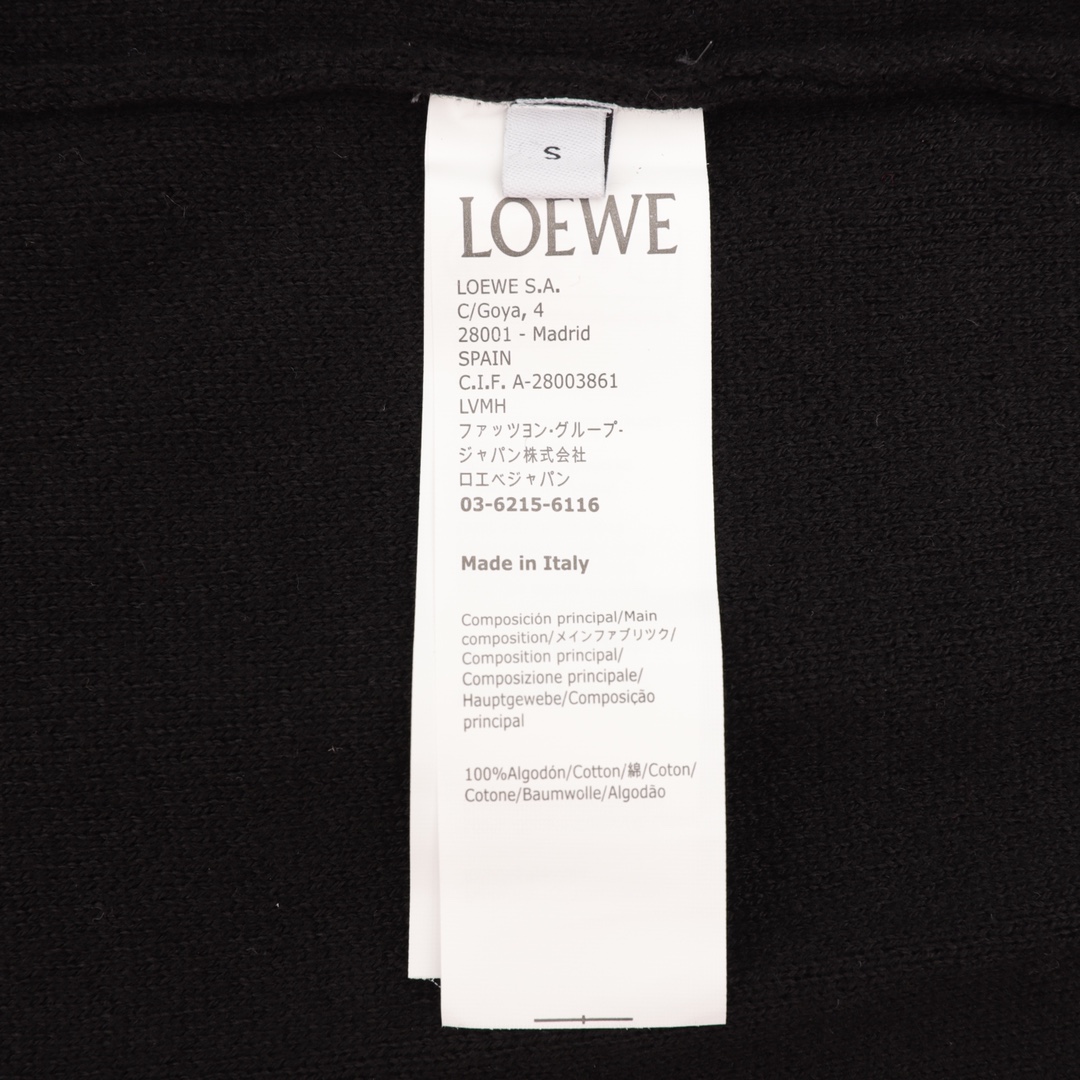 S
LOEWE
LOEWE S.A.
C/Goya, 4
28001 - Madrid
SPAIN
C.I.F. A-28003861
LVMH
ファッツヨン·グループ-
ジャパン株式会社
ロエベジャパン
03-6215-6116
Made in Italy
Composición principal/Main
composition/メインファブリツク/
Composition principal/
Composizione principale/
Hauptgewebe/Composição
principal
100%Algodón/Cotton/綿/Coton/
Cotone/Baumwolle/Algodão